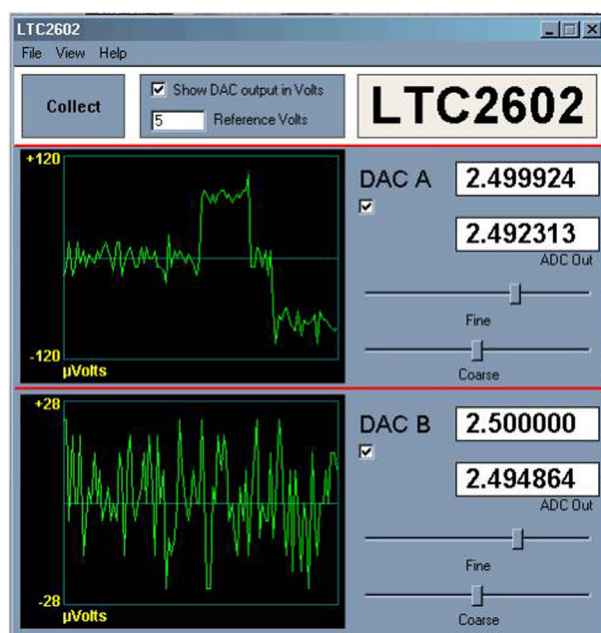 LTC2602
File View Help
Collect
Show DAC output in Volts
5 Reference Volts
LTC2602
+120
-120
µVolts
DAC A
2.499924
2.492313
ADC Out
Fine
Coarse
+28
-28
µVolts
DAC B
2.500000
2.494864
ADC Out
Fine
Coarse